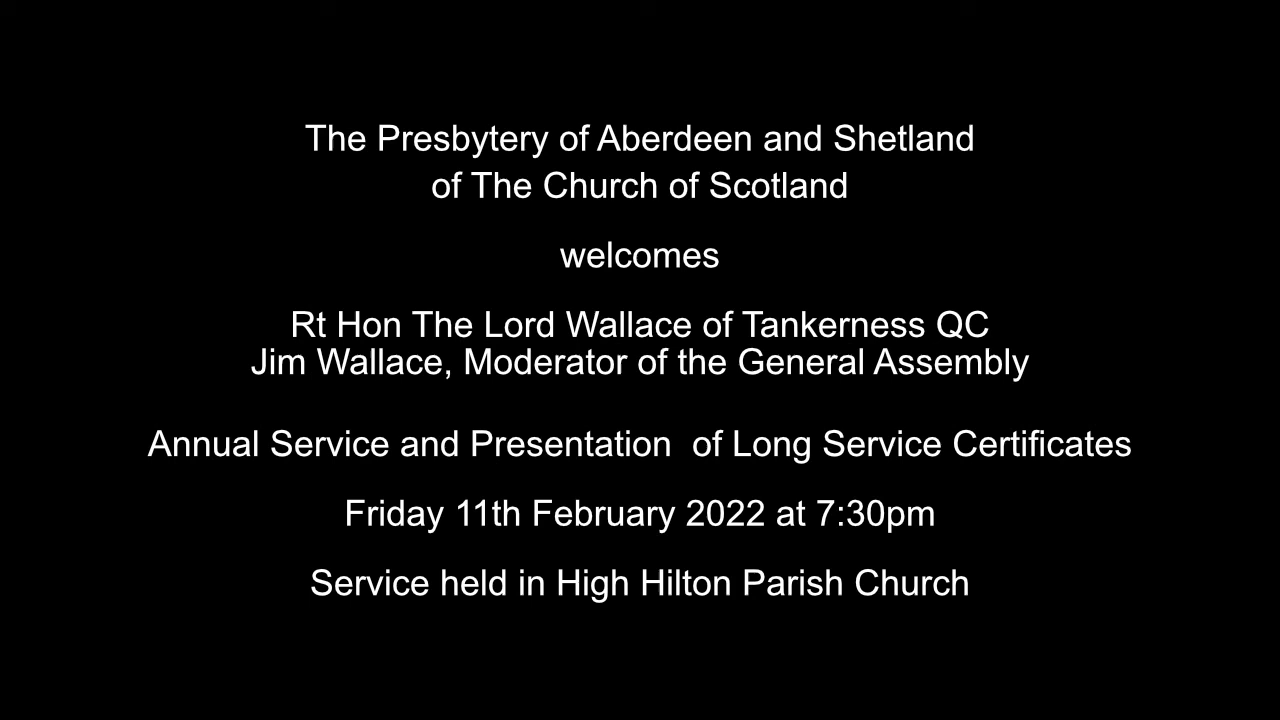 The Presbytery of Aberdeen and Shetland
of The Church of Scotland
welcomes
Rt Hon The Lord Wallace of Tankerness QC
Jim Wallace, Moderator of the General Assembly
Annual Service and Presentation  of Long Service Certificates
Friday 11th February 2022 at 7:30pm
Service held in High Hilton Parish Church